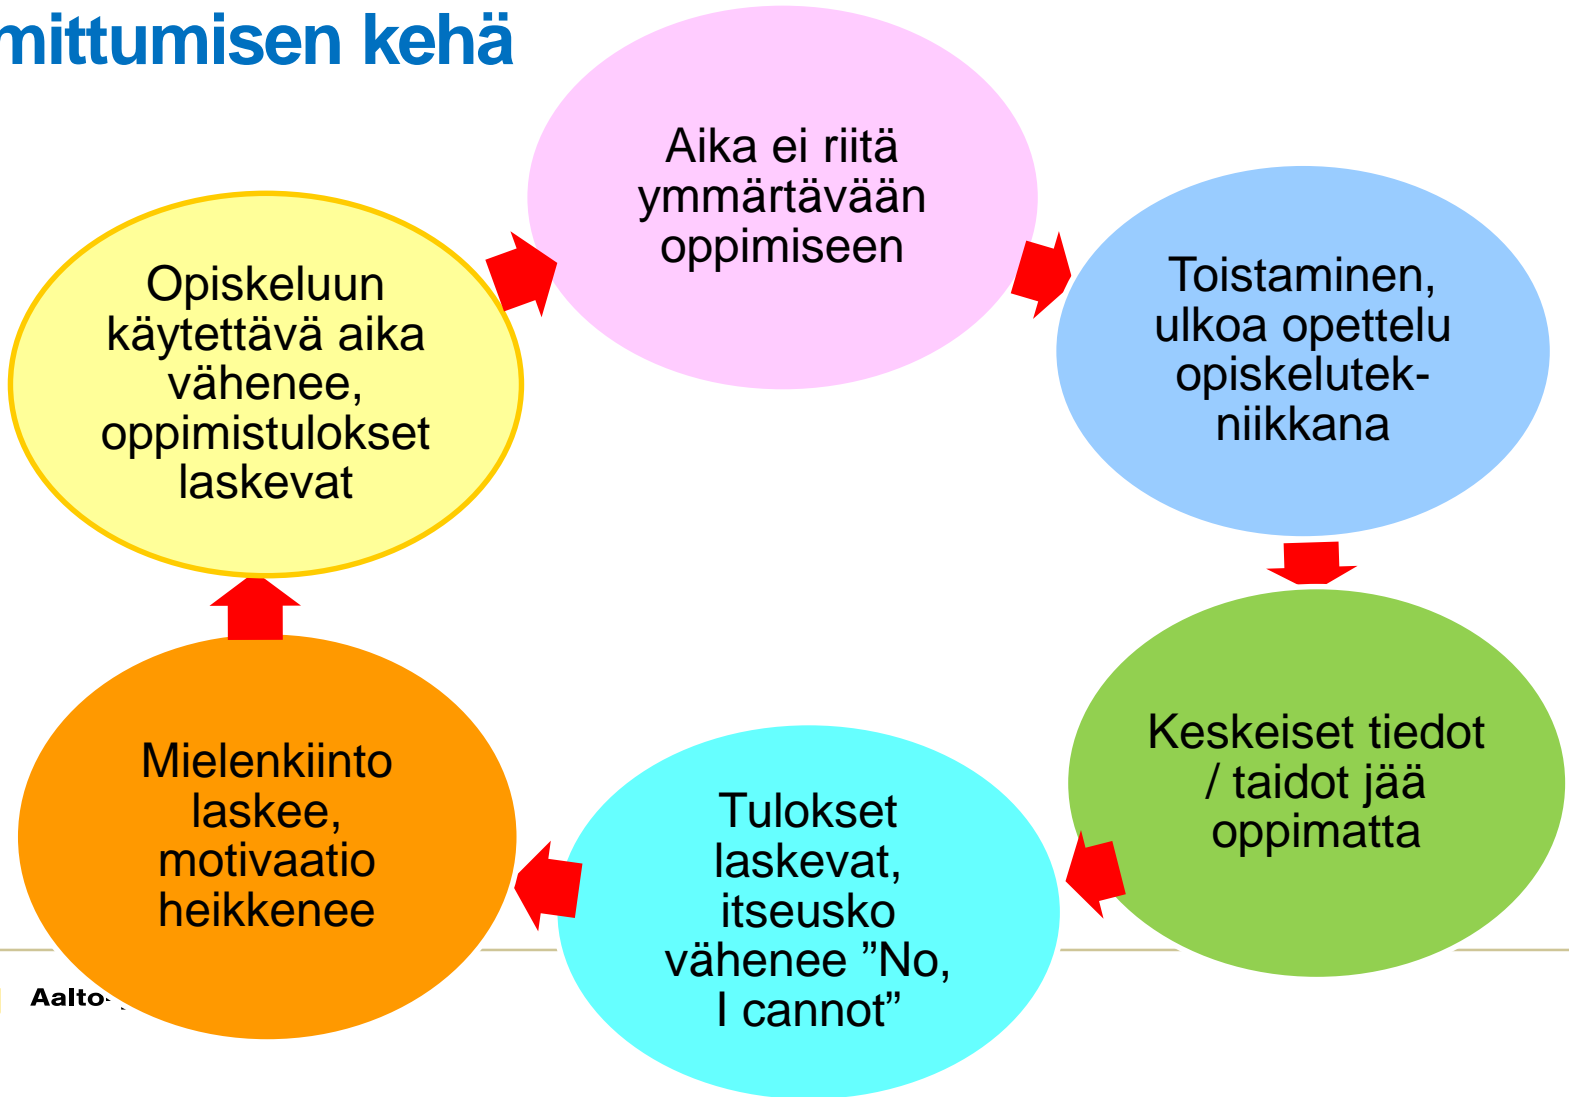 mittumisen kehä
Aika ei riitä
ymmärtävään
oppimiseen
Toistaminen,
ulkoa opettelu
opiskelutek-
niikkana
Keskeiset tiedot
/ taidot jää
oppimatta
Tulokset
laskevat,
itseusko
vähenee ”No,
I cannot”
Mielenkiinto
laskee,
motivaatio
heikkenee
Opiskeluun
käytettävä aika
vähenee,
oppimistulokset
laskevat
Aalto-